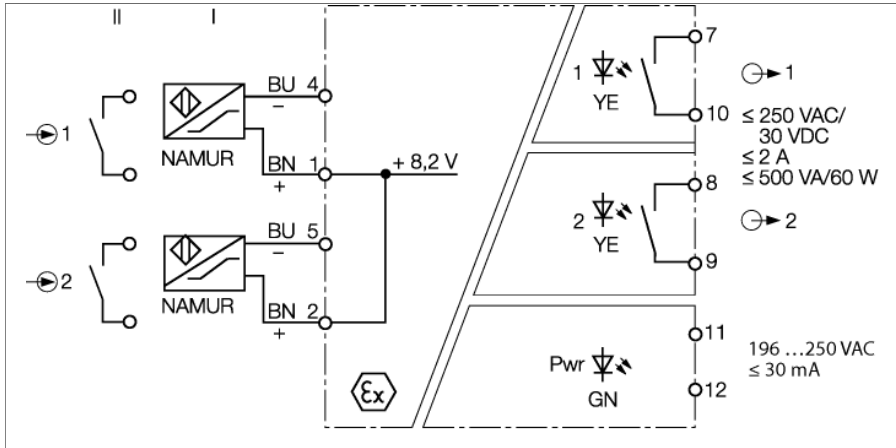 II I
BU 4
−
1
NAMUR
BN 1
+
+ 8,2 V
BU 5
−
2
NAMUR
BN 2
+
Ex
1
YE
7
10
1
≤ 250 VAC/
30 VDC
≤ 2 A
≤ 500 VA/60 W
2
YE
8
9
2
Pwr
GN
11
12
196 ...250 VAC
≤ 30 mA